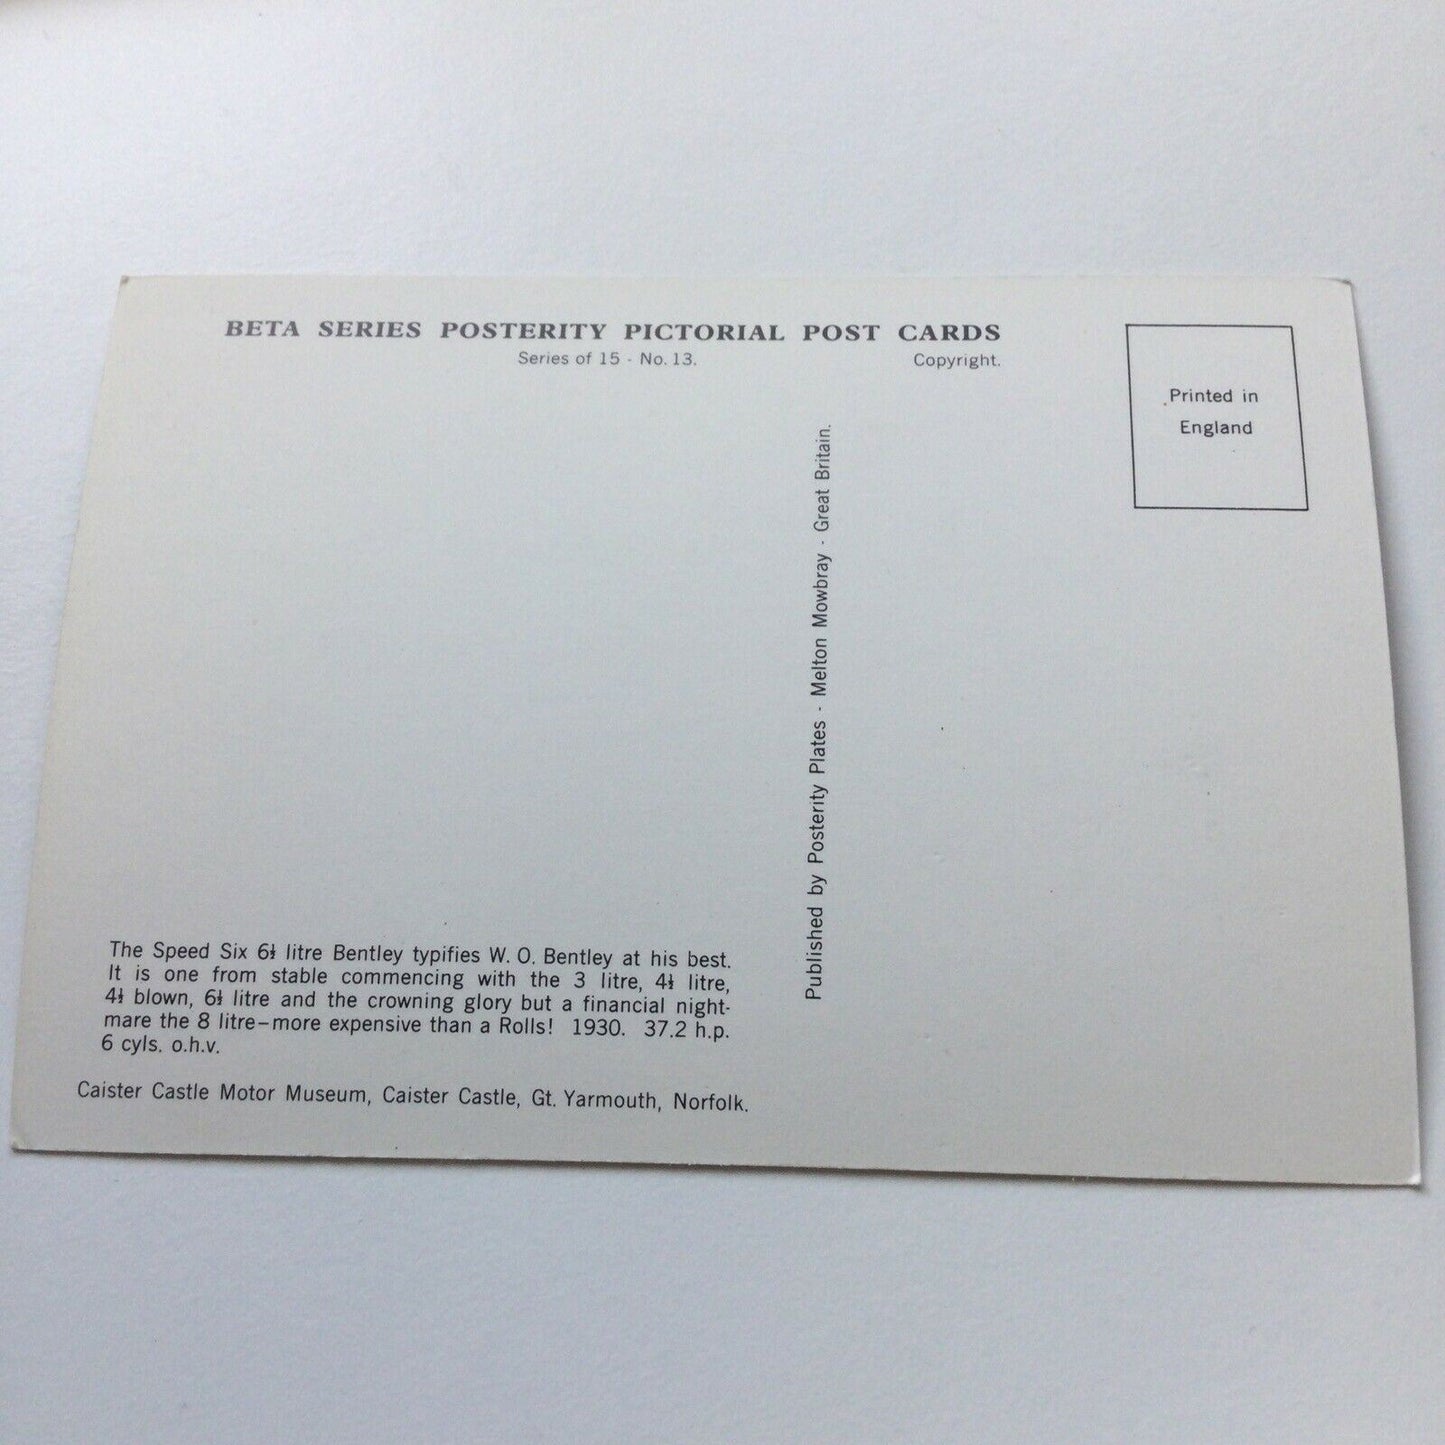 BETA SERIES POSTERITY PICTORIAL POST CARDS
Series of 15 - No. 13.
Copyright.
Printed in
England
Published by Posterity Plates - Melton Mowbray - Great Britain.
The Speed Six 6½ litre Bentley typifies W. O. Bentley at his best.
It is one from stable commencing with the 3 litre, 4½ litre,
4½ blown, 6½ litre and the crowning glory but a financial night-
mare the 8 litre–more expensive than a Rolls! 1930. 37.2 h.p.
6 cyls. o.h.v.
Caister Castle Motor Museum, Caister Castle, Gt. Yarmouth, Norfolk.